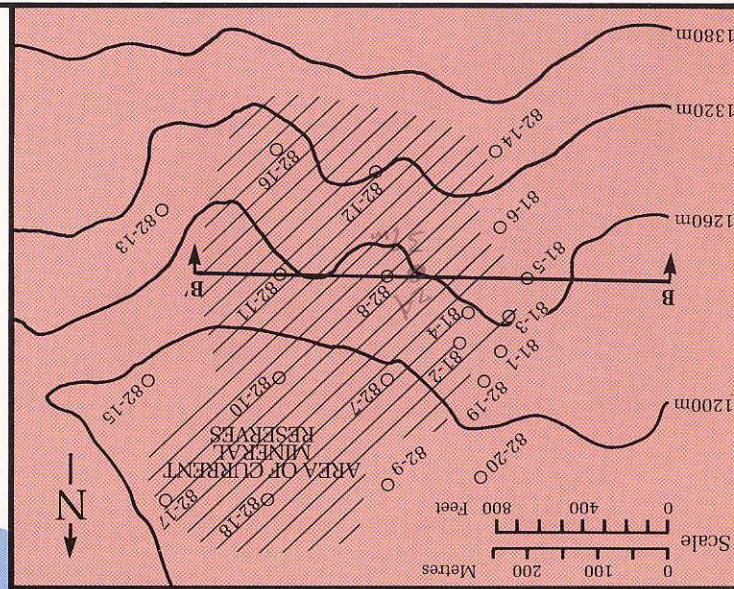 0 100 200 Metres
Scale
0 400 800 Feet
N
82-18
82-17
82-20
82-9
AREA OF CURRENT
MINERAL
RESERVES
1200m
82-19
82-7
82-10
82-15
81-1
81-2
81-3
81-4
B
B'
81-5
82-8
82-11
1260m
81-6
82-13
82-12
82-16
82-14
1320m
1380m